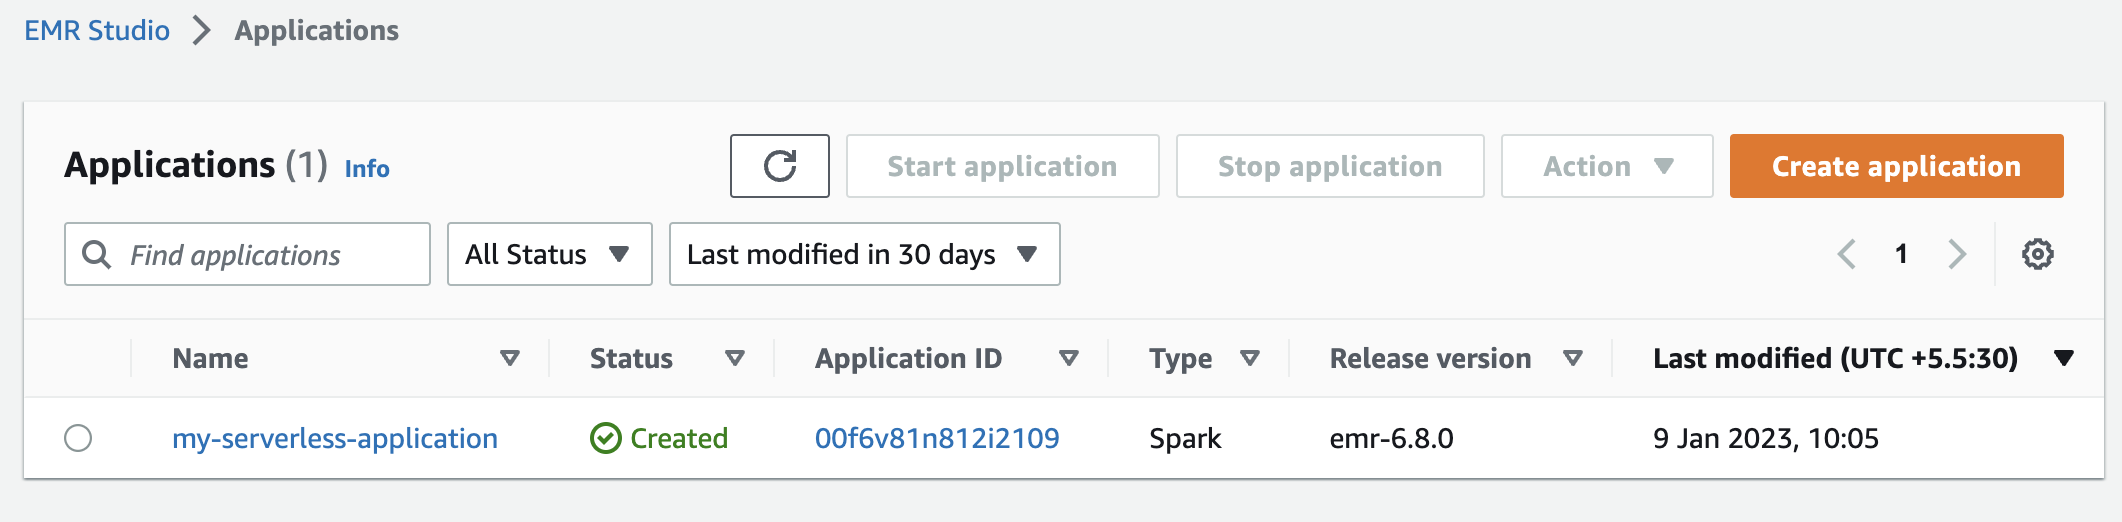 EMR Studio > Applications
Applications (1) Info
Start application Stop application Action Create application
Find applications All Status Last modified in 30 days 1
Name Status Application ID Type Release version Last modified (UTC +5.5:30)
my-serverless-application Created 00f6v81n812i2109 Spark emr-6.8.0 9 Jan 2023, 10:05